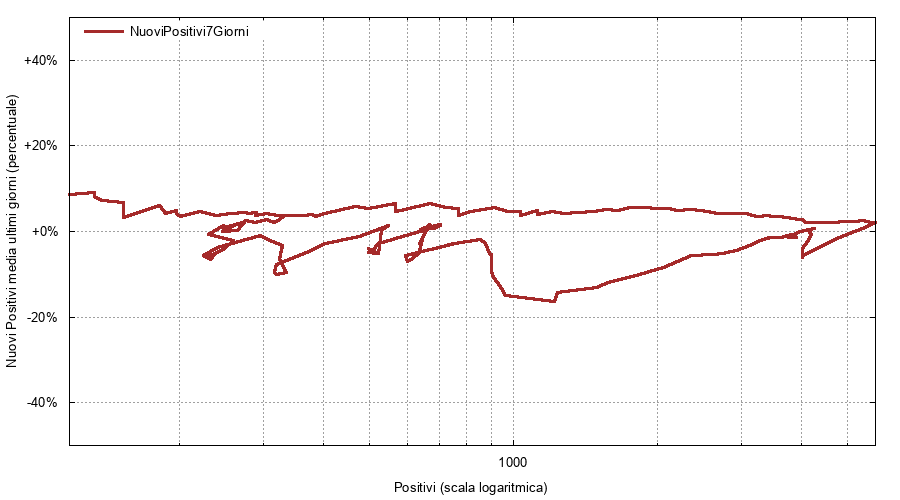 NuoviPositivi7Giorni
+40%
+20%
+0%
-20%
-40%
Nuovi Positivi media ultimi giorni (percentuale)
1000
Positivi (scala logaritmica)